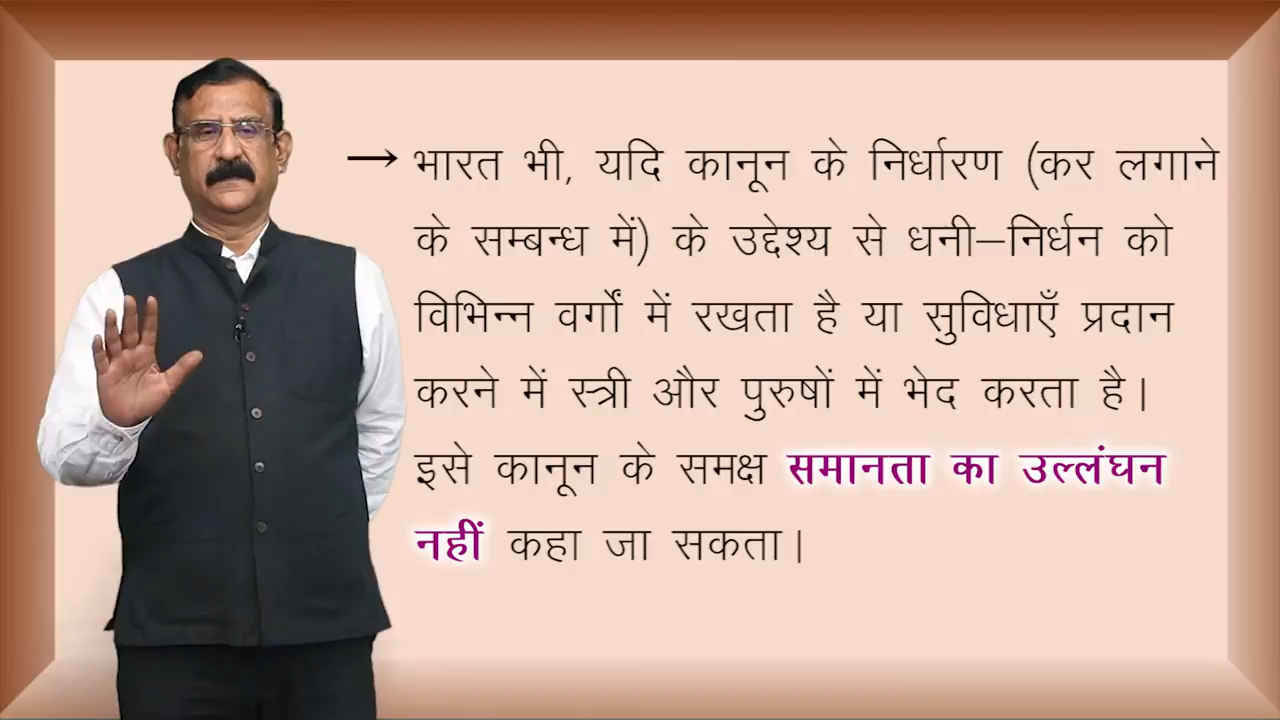 → भारत भी, यदि कानून के निर्धारण (कर लगाने
के सम्बन्ध में) के उद्देश्य से धनी–निर्धन को
विभिन्न वर्गों में रखता है या सुविधाएँ प्रदान
करने में स्त्री और पुरुषों में भेद करता है।
इसे कानून के समक्ष समानता का उल्लंघन
नहीं कहा जा सकता।